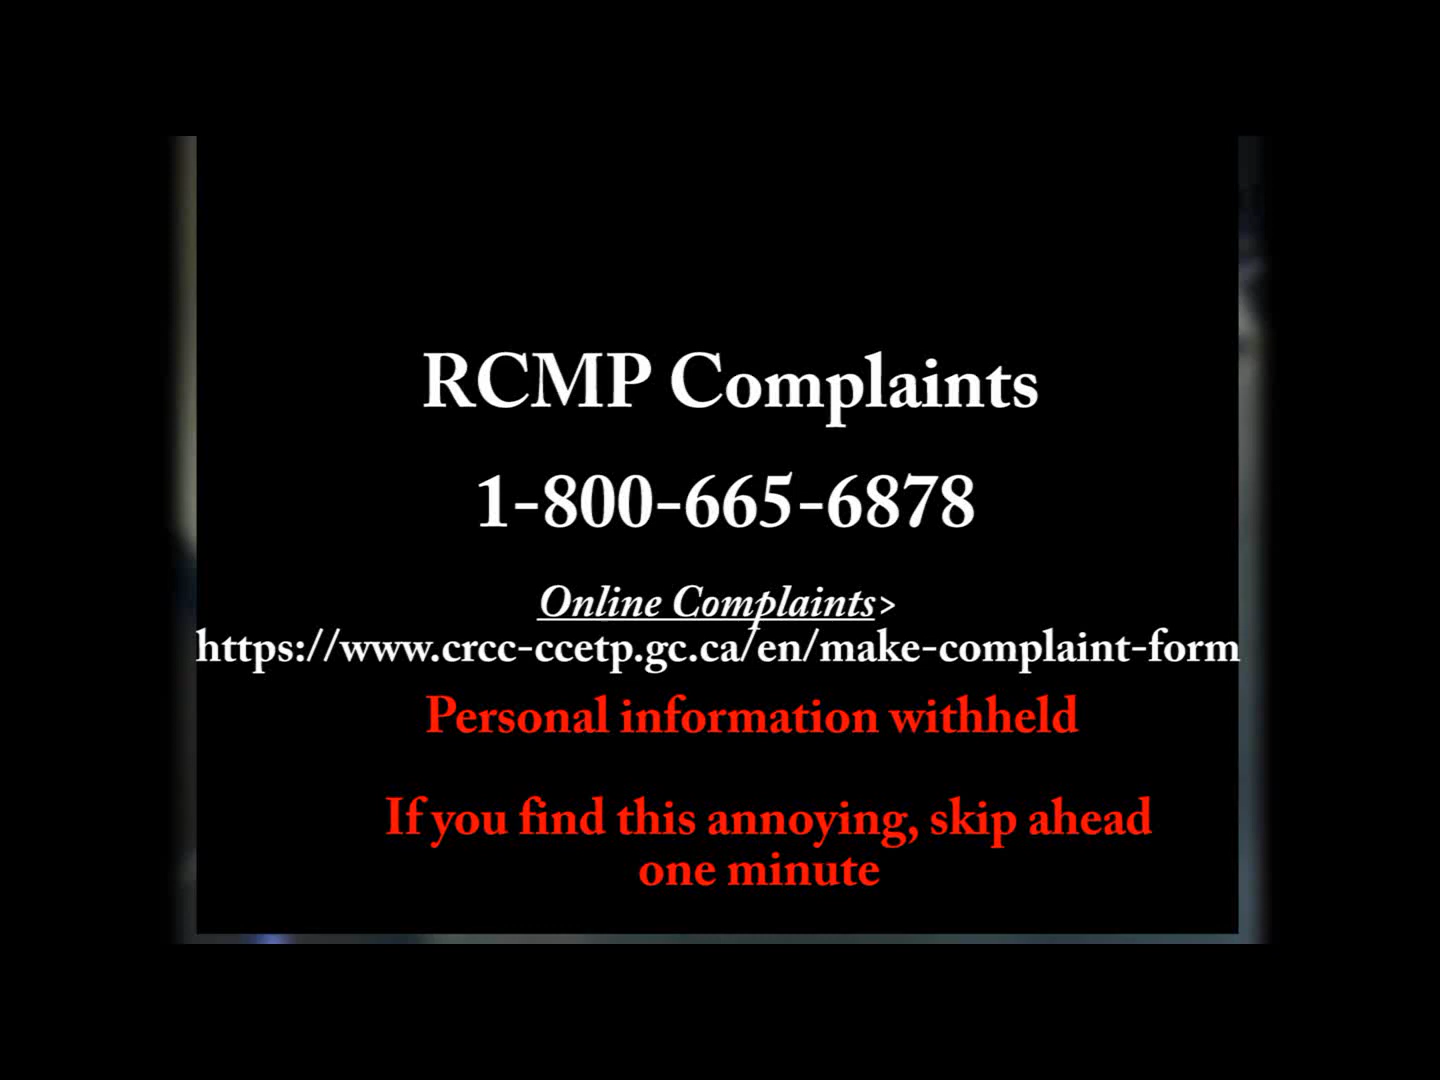 RCMP Complaints
1-800-665-6878
Online Complaints>
https://www.crcc-ccetp.gc.ca/en/make-complaint-form
Personal information withheld
If you find this annoying, skip ahead
one minute